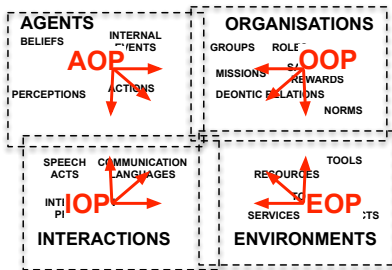 AGENTS
BELIEFS
INTERNAL
EVENTS
AOP
PERCEPTIONS
ACTIONS
ORGANISATIONS
GROUPS
ROLES
OOP
MISSIONS
REWARDS
DEONTIC RELATIONS
NORMS
SPEECH
ACTS
COMMUNICATION
LANGUAGES
IOP
INTERACTIONS
TOOLS
RESOURCES
EOP
SERVICES
ENVIRONMENTS